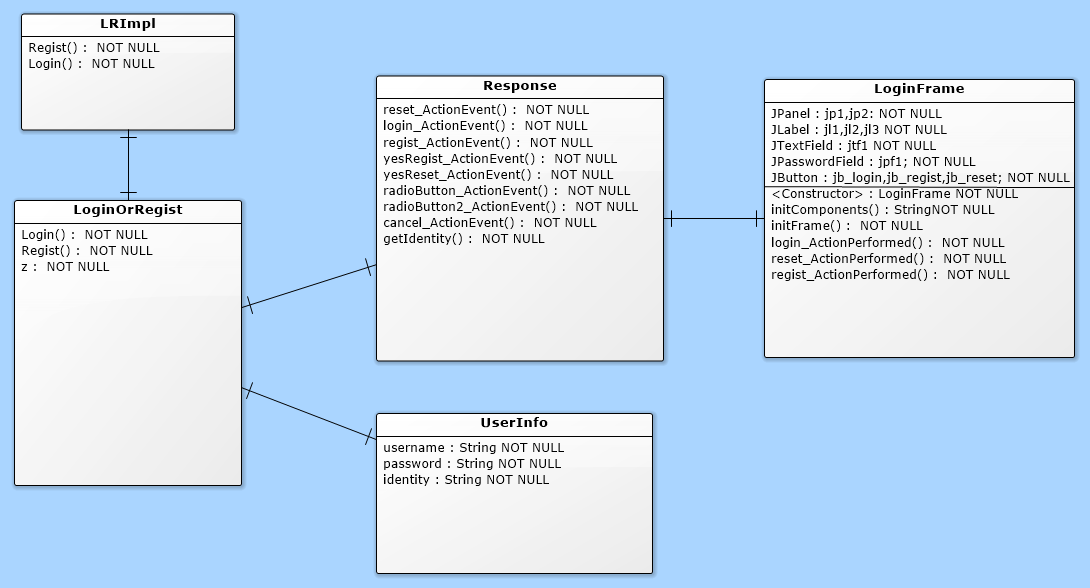 LRImpl
Regist() : NOT NULL
Login() : NOT NULL
LoginOrRegist
Login() : NOT NULL
Regist() : NOT NULL
z : NOT NULL
Response
reset_ActionEvent() : NOT NULL
login_ActionEvent() : NOT NULL
regist_ActionEvent() : NOT NULL
yesRegist_ActionEvent() : NOT NULL
yesReset_ActionEvent() : NOT NULL
radioButton_ActionEvent() : NOT NULL
radioButton2_ActionEvent() : NOT NULL
cancel_ActionEvent() : NOT NULL
getIdentity() : NOT NULL
UserInfo
username : String NOT NULL
password : String NOT NULL
identity : String NOT NULL
LoginFrame
JPanel : jp1,jp2: NOT NULL
JLabel : jl1,jl2,jl3 NOT NULL
JTextField : jtf1 NOT NULL
JPasswordField : jpf1; NOT NULL
JButton : jb_login,jb_regist,jb_reset; NOT NULL
<Constructor> : LoginFrame NOT NULL
initComponents() : StringNOT NULL
initFrame() : NOT NULL
login_ActionPerformed() : NOT NULL
reset_ActionPerformed() : NOT NULL
regist_ActionPerformed() : NOT NULL